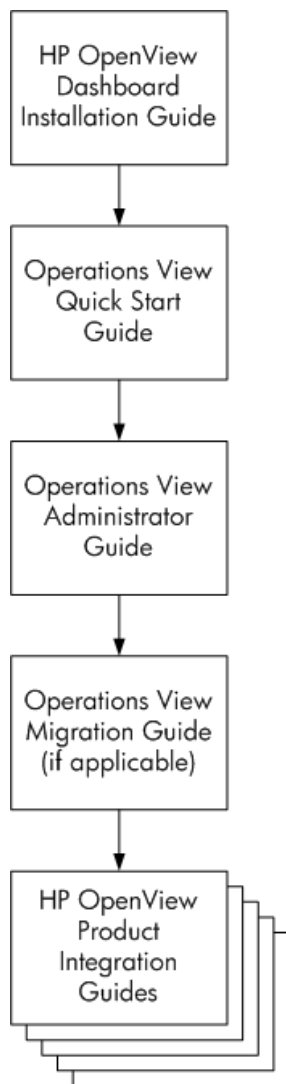 HP OpenView
Dashboard
Installation Guide
Operations View
Quick Start
Guide
Operations View
Administrator
Guide
Operations View
Migration Guide
(if applicable)
HP OpenView
Product
Integration
Guides